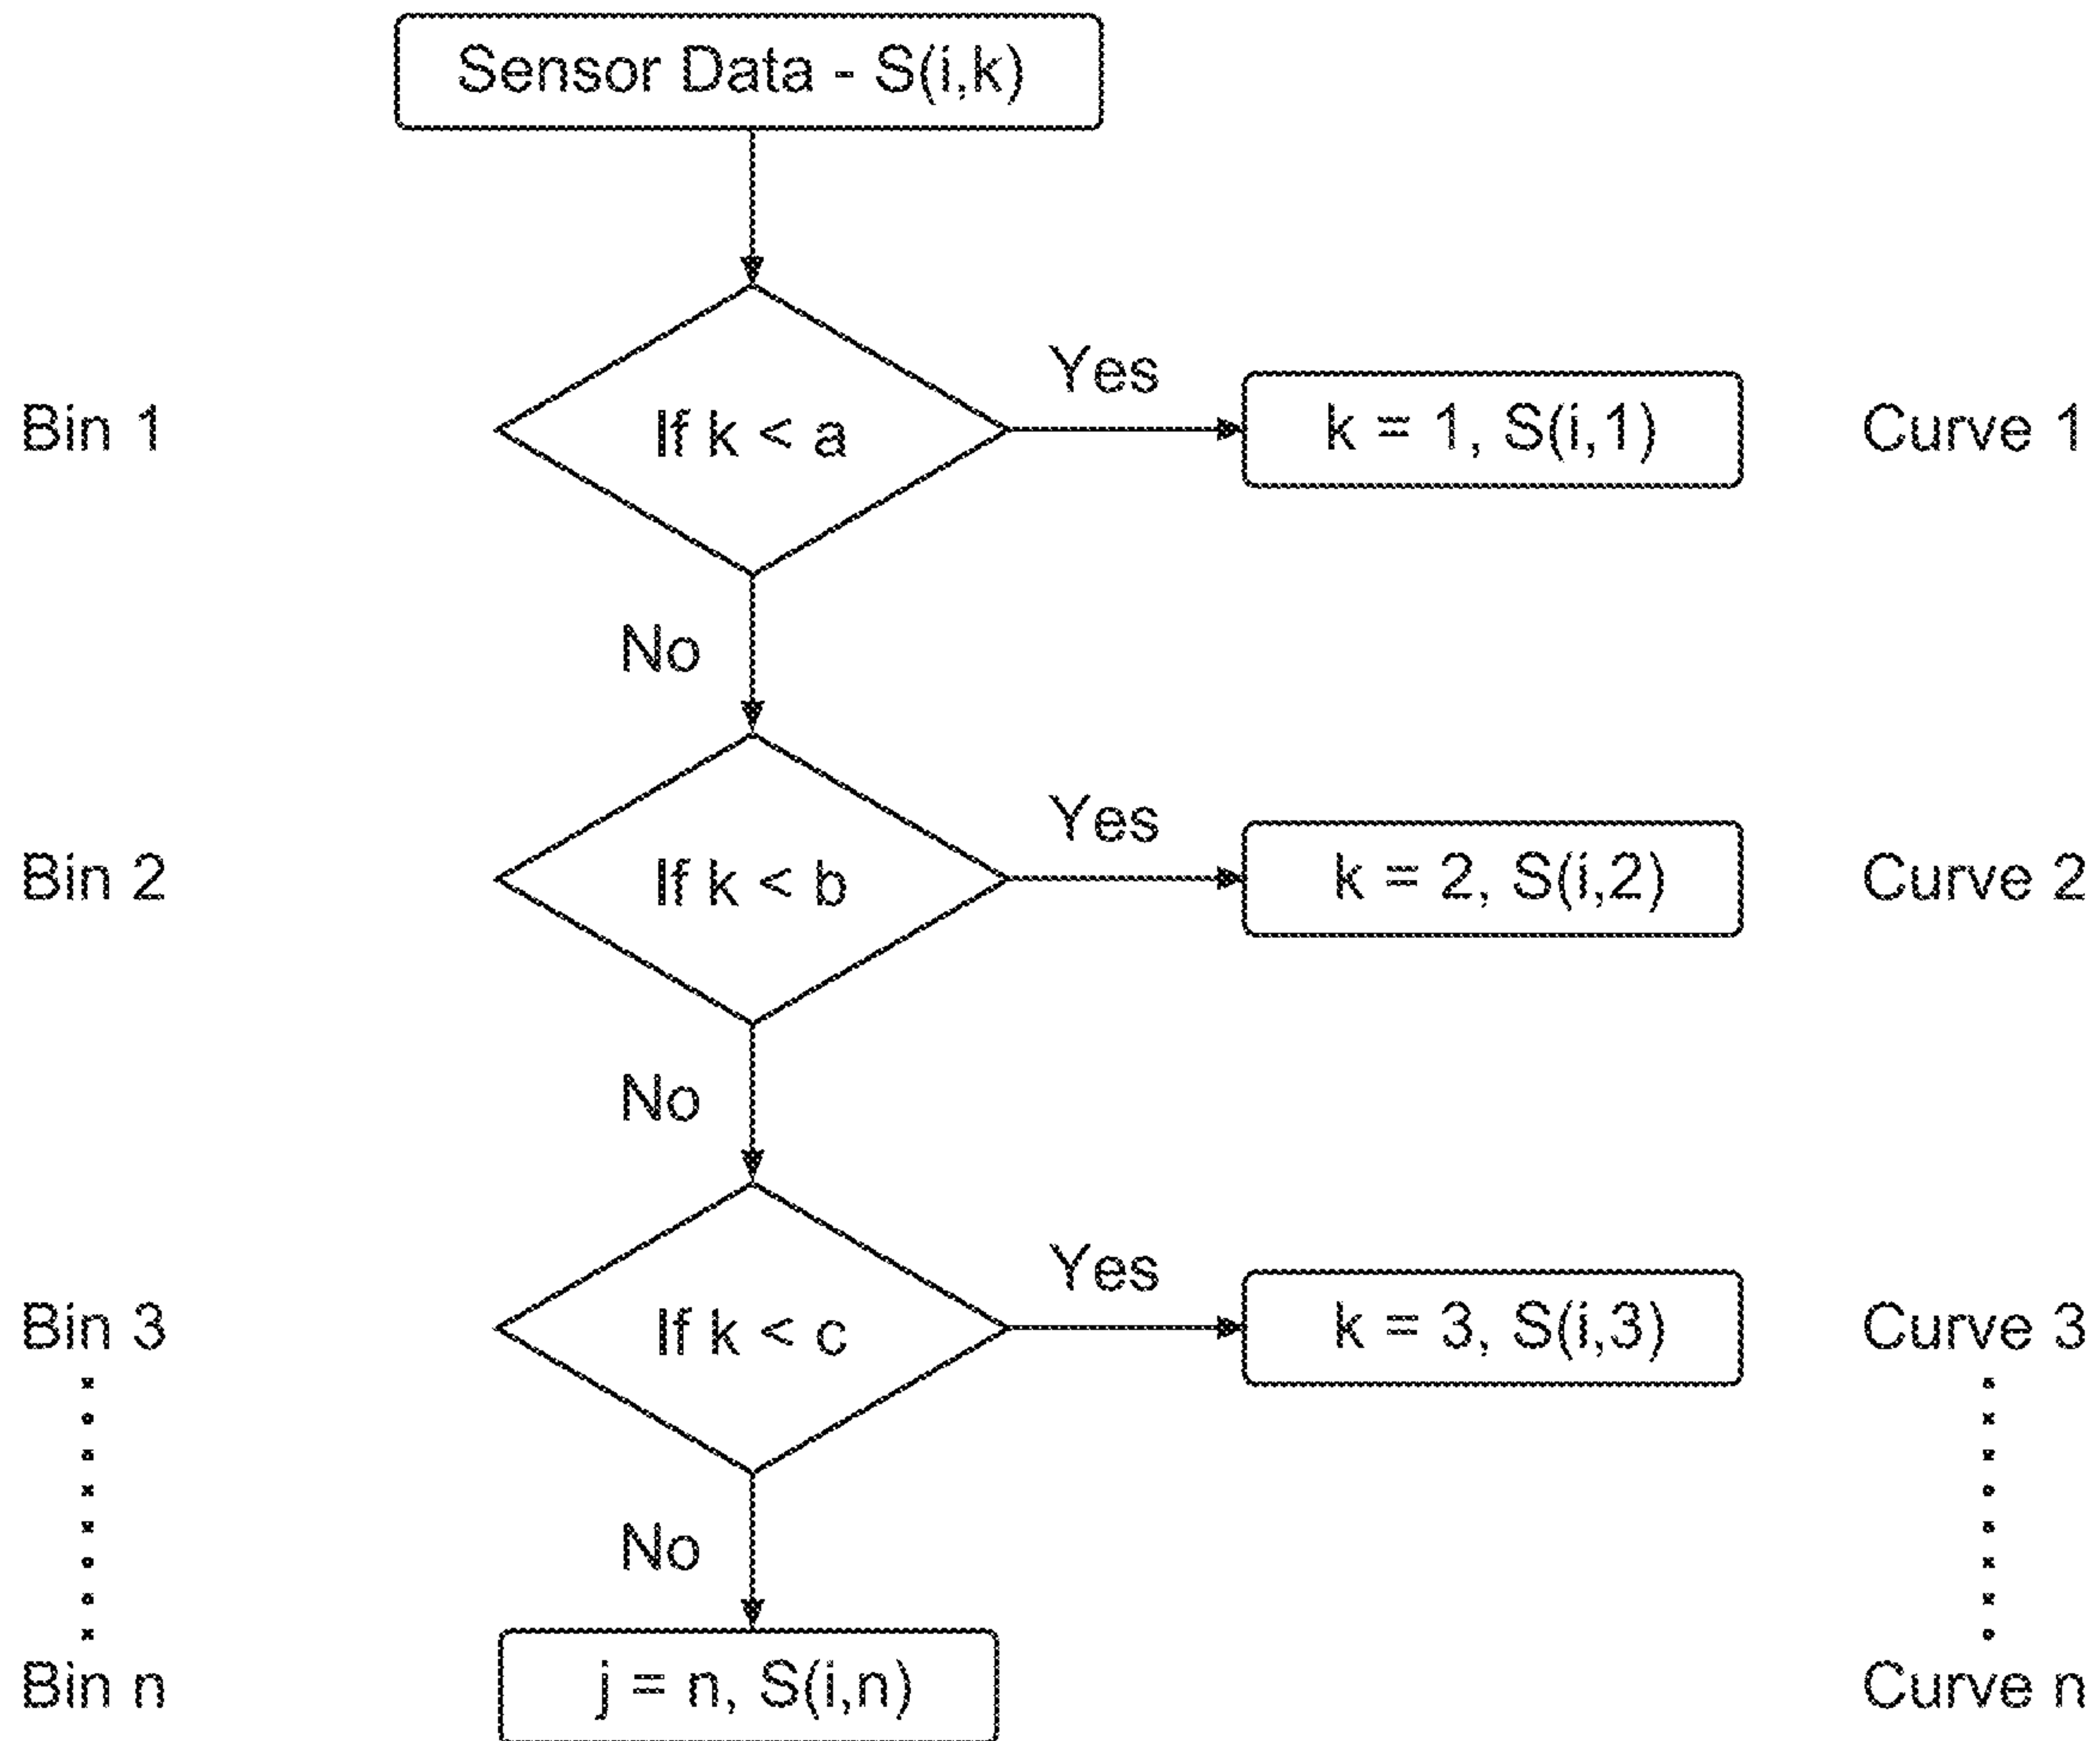 Sensor Data - S(i,k)
Yes
Bin 1
If k < a
k = 1, S(i,1)
Curve 1
No
Yes
Bin 2
If k < b
k = 2, S(i,2)
Curve 2
No
Yes
Bin 3
If k < c
k = 3, S(i,3)
Curve 3
No
Bin n
j = n, S(i,n)
Curve n